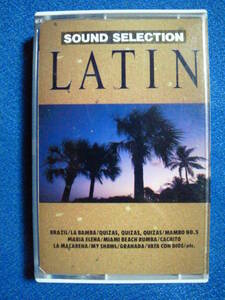 SOUND SELECTION
LATIN
BRAZIL/LA BAMBA/QUIZAS, QUIZAS, QUIZAS/MAMBO NO.5
MARIA ELENA/MIAMI BEACH RUMBA/CACHITO
LA MACARENA/MY SHAWL/GRANADA/VAYA CON DIOS/etc.